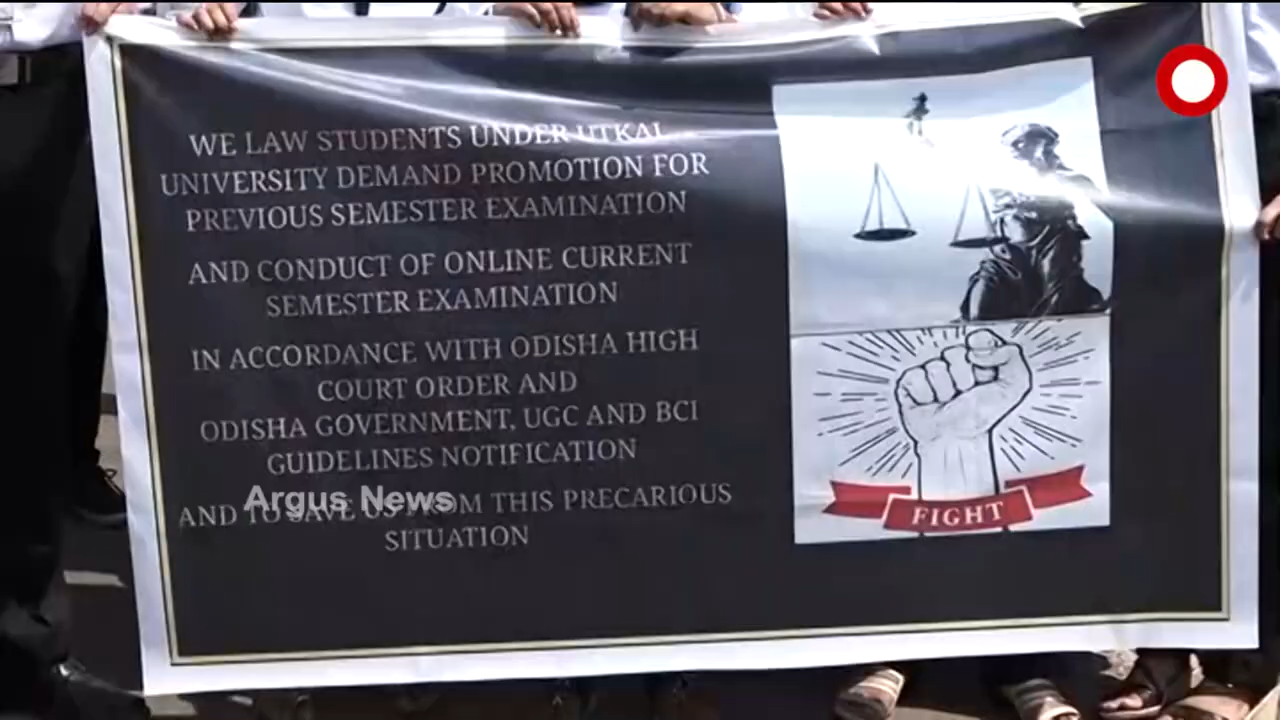 WE LAW STUDENTS UNDER UTKAL
UNIVERSITY DEMAND PROMOTION FOR
PREVIOUS SEMESTER EXAMINATION
AND CONDUCT OF ONLINE CURRENT
SEMESTER EXAMINATION
IN ACCORDANCE WITH ODISHA HIGH
COURT ORDER AND
ODISHA GOVERNMENT, UGC AND BCI
GUIDELINES NOTIFICATION
AND TO SAVE US FROM THIS PRECARIOUS
SITUATION
Argus News
FIGHT